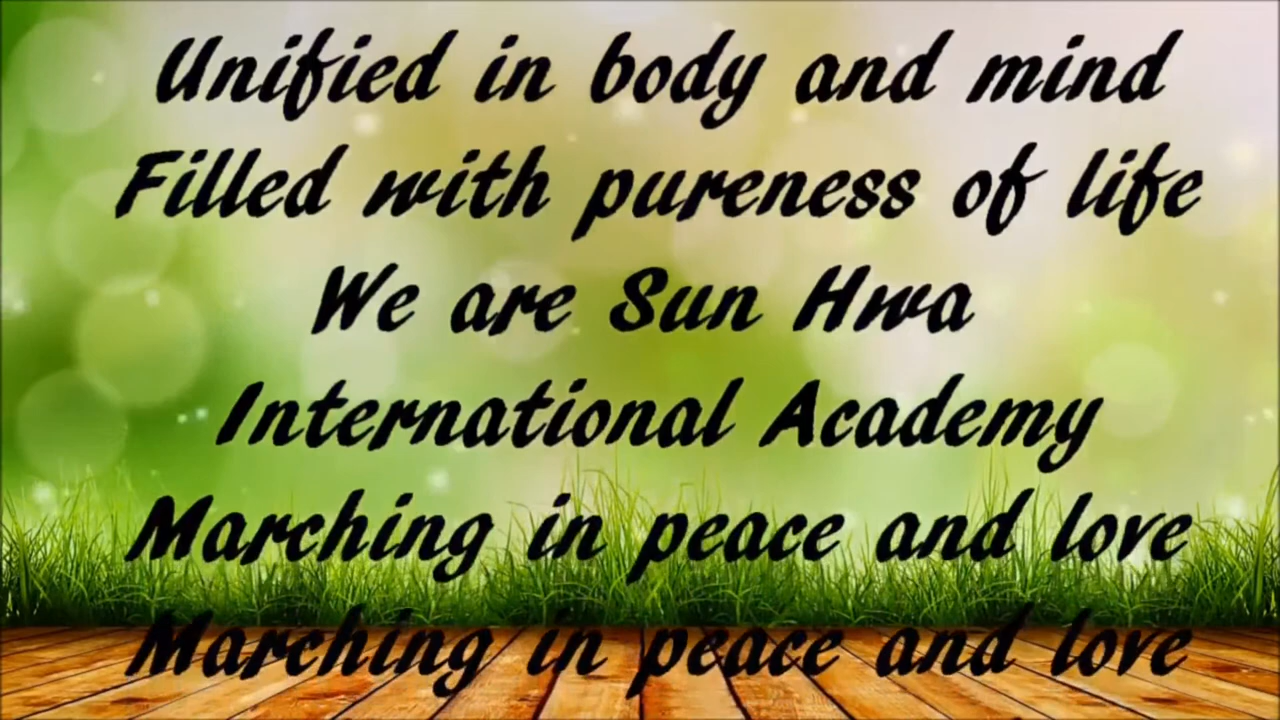 Unified in body and mind
Filled with pureness of life
We are Sun Hwa
International Academy
Marching in peace and love
Marching in peace and love